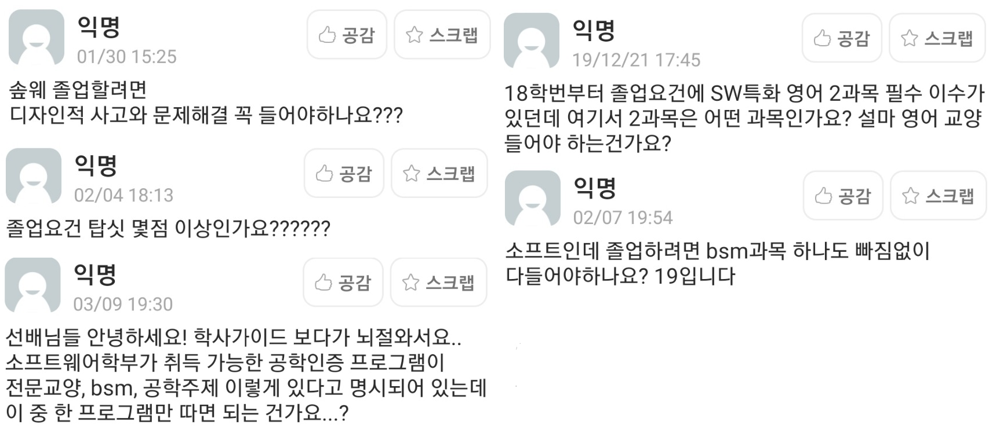 익명
공감
스크랩
01/30 15:25
솦웨 졸업할려면
디자인적 사고와 문제해결 꼭 들어야하나요???
익명
공감
스크랩
02/04 18:13
졸업요건 탑싯 몇점 이상인가요??????
익명
공감
스크랩
03/09 19:30
선배님들 안녕하세요! 학사가이드 보다가 뇌절와서요..
소프트웨어학부가 취득 가능한 공학인증 프로그램이
전문교양, bsm, 공학주제 이렇게 있다고 명시되어 있는데
이 중 한 프로그램만 따면 되는 건가요...?
익명
공감
스크랩
19/12/21 17:45
18학번부터 졸업요건에 SW특화 영어 2과목 필수 이수가
있던데 여기서 2과목은 어떤 과목인가요? 설마 영어 교양
들어야 하는건가요?
익명
공감
스크랩
02/07 19:54
소프트인데 졸업하려면 bsm과목 하나도 빠짐없이
다들어야하나요? 19입니다